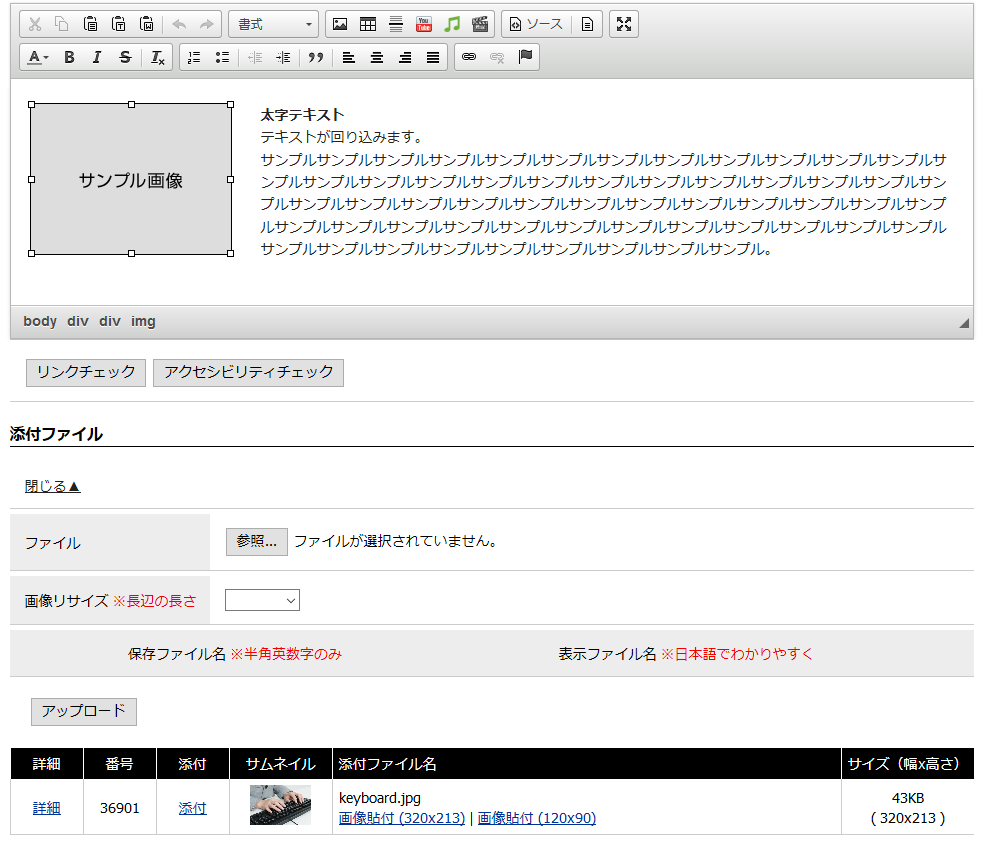 書式
ソース
太字テキスト
テキストが回り込みます。
サンプルサンプルサンプルサンプルサンプルサンプルサンプルサンプルサンプルサンプルサンプルサンプルサ
ンプルサンプルサンプルサンプルサンプルサンプルサンプルサンプルサンプルサンプルサンプルサンプルサン
プルサンプルサンプルサンプルサンプルサンプルサンプルサンプルサンプルサンプルサンプルサンプルサンプ
ルサンプルサンプルサンプルサンプルサンプルサンプルサンプルサンプルサンプルサンプルサンプルサンプル
サンプルサンプルサンプルサンプルサンプルサンプルサンプルサンプルサンプル。
サンプル画像
body div div img
リンクチェック アクセシビリティチェック
添付ファイル
閉じる▲
ファイル 参照... ファイルが選択されていません。
画像リサイズ ※長辺の長さ
保存ファイル名 ※半角英数字のみ 表示ファイル名 ※日本語でわかりやすく
アップロード
詳細 番号 添付 サムネイル 添付ファイル名 サイズ（幅x高さ）
詳細 36901 添付 keyboard.jpg 43KB
画像貼付 (320x213) | 画像貼付 (120x90) ( 320x213 )